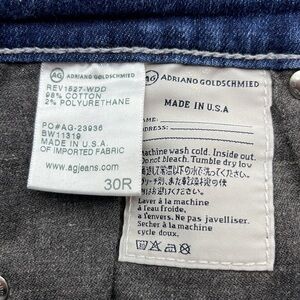 AG ADRIANO GOLDSCHMIED
REV1527-WDD
98% COTTON
2% POLYURETHANE
PO#AG-23936
BW11319
MADE IN U.S.A.
OF IMPORTED FABRIC
www.agjeans.com
30R
AG ADRIANO GOLDSCHMIED
MADE IN U.S.A
NAME:
ADDRESS:
Machine wash cold. Inside out.
Do not Bleach. Tumble dry low
Laver à la machine
à l'eau froide,
à l'envers. Ne pas javelliser.
Sécher à la machine
cycle doux.